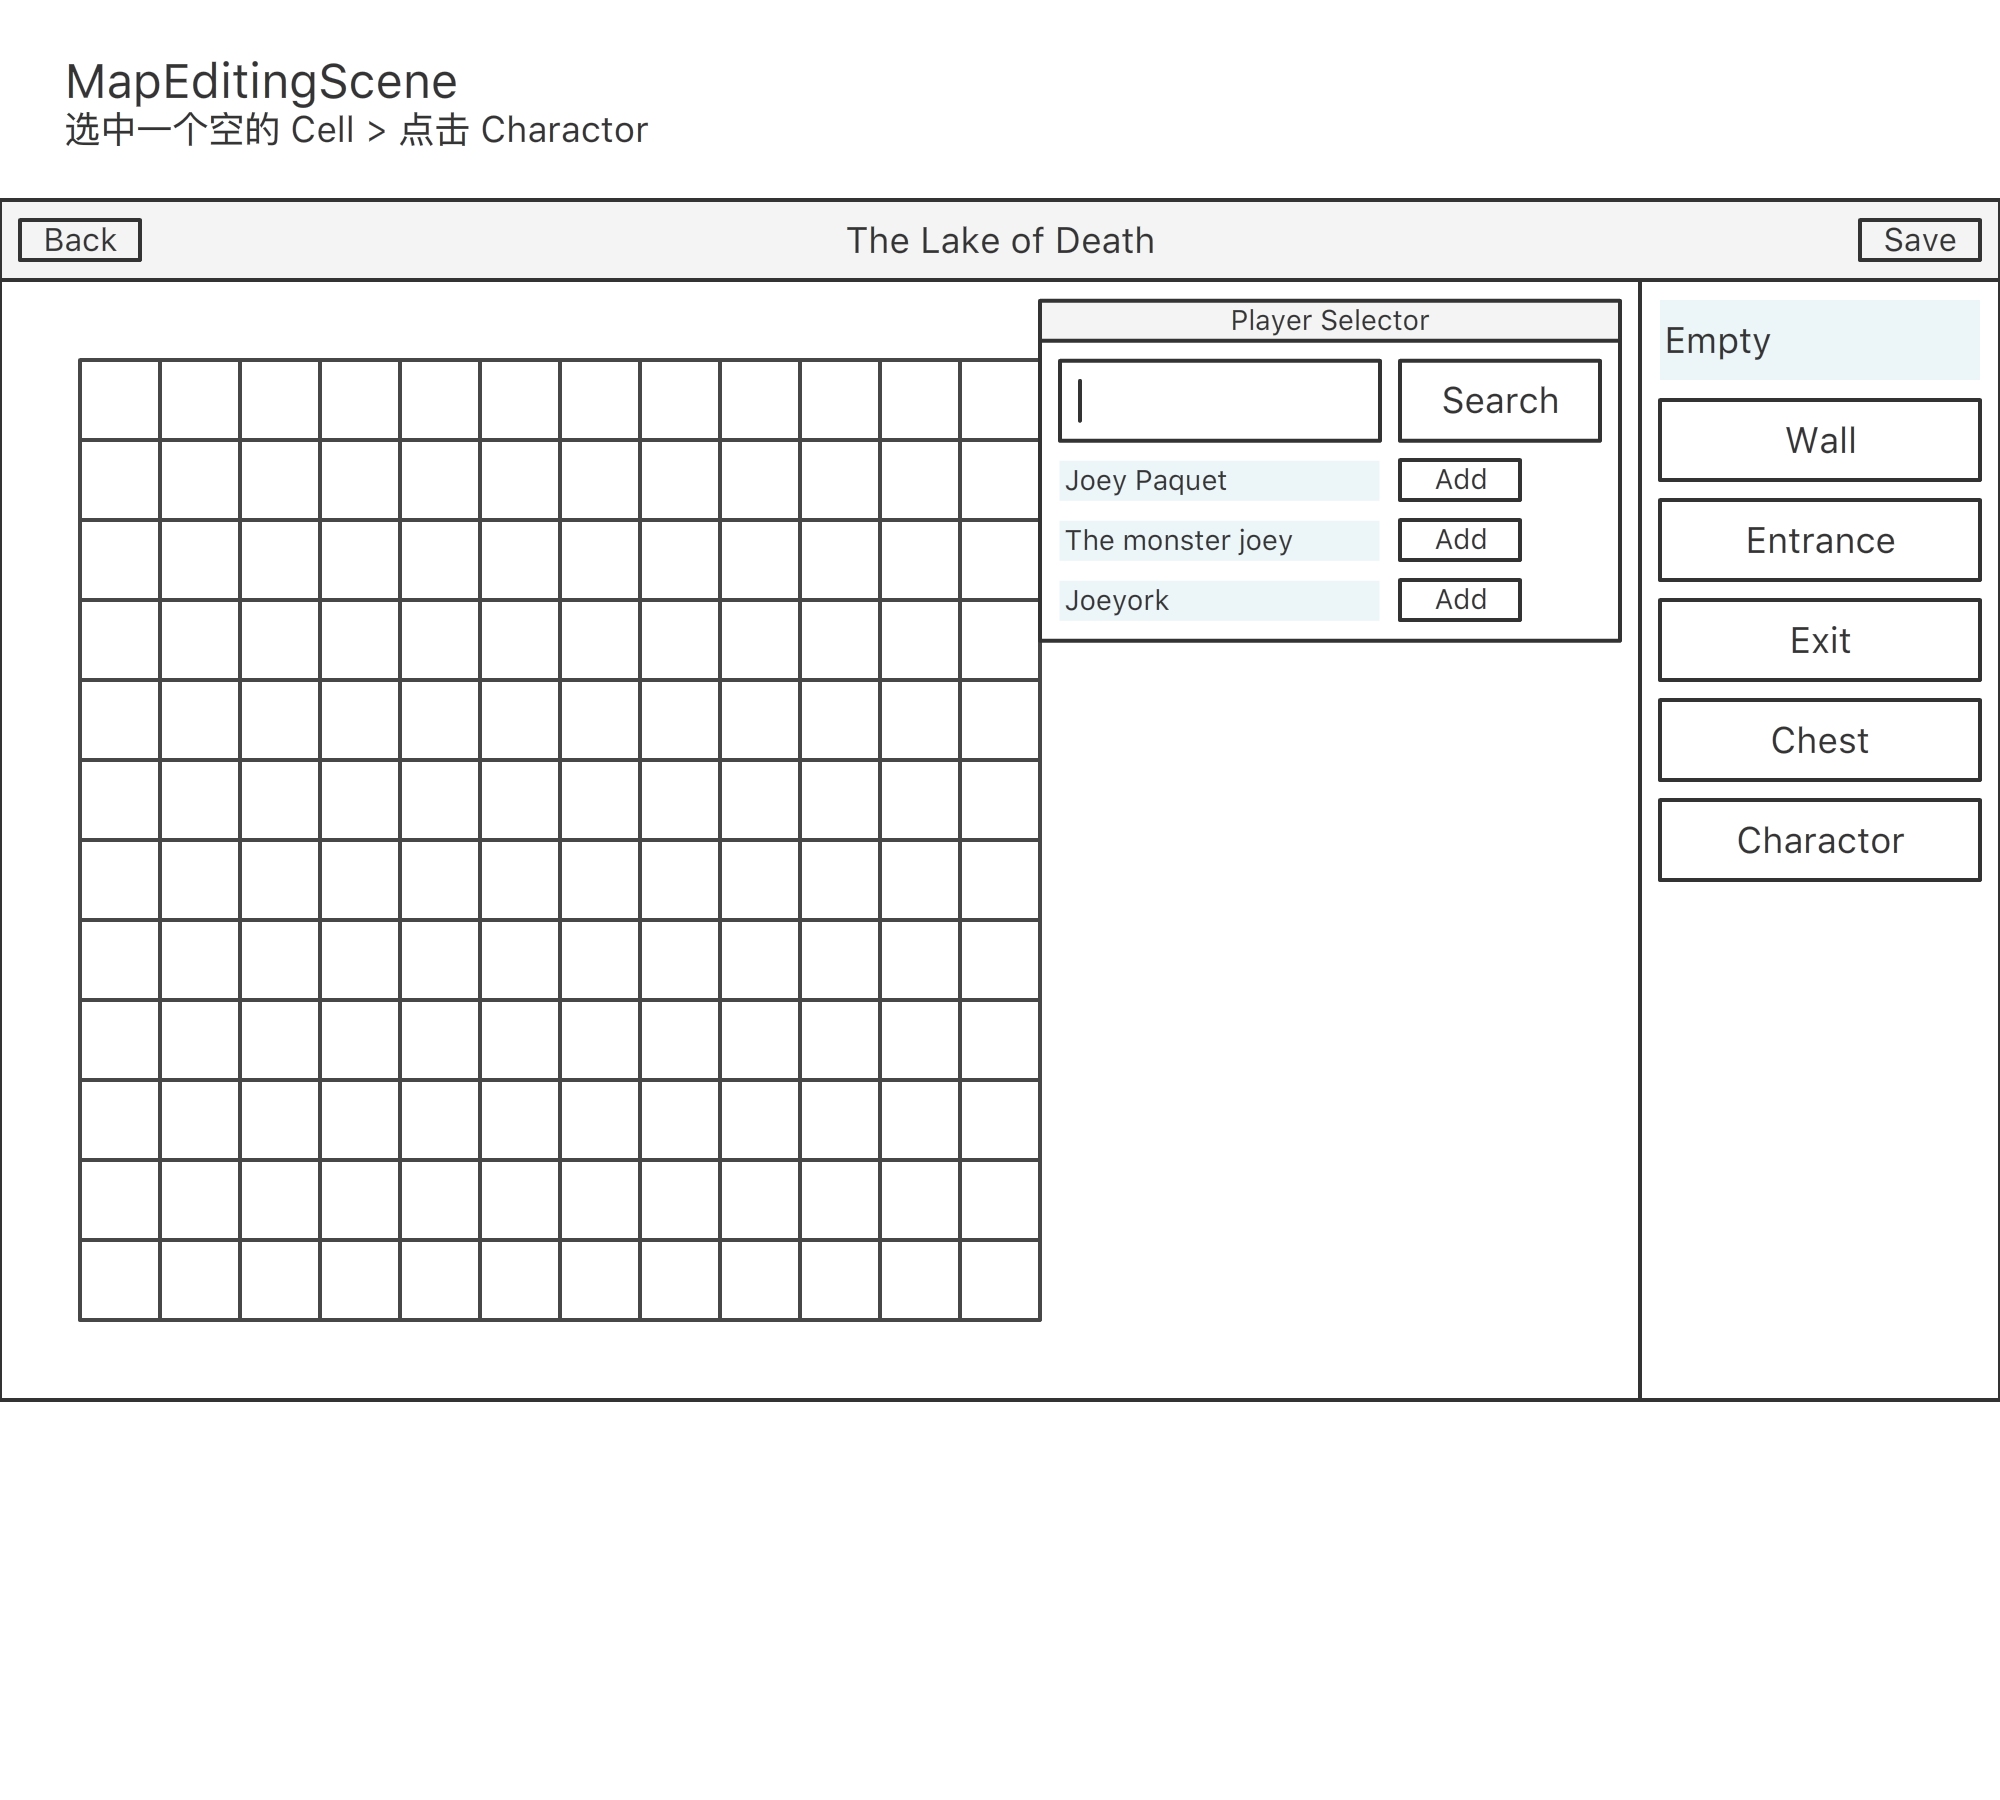 MapEditingScene
选中一个空的 Cell > 点击 Charactor
Back
The Lake of Death
Save
Player Selector
Search
Joey Paquet
Add
The monster joey
Add
Joeyork
Add
Empty
Wall
Entrance
Exit
Chest
Charactor